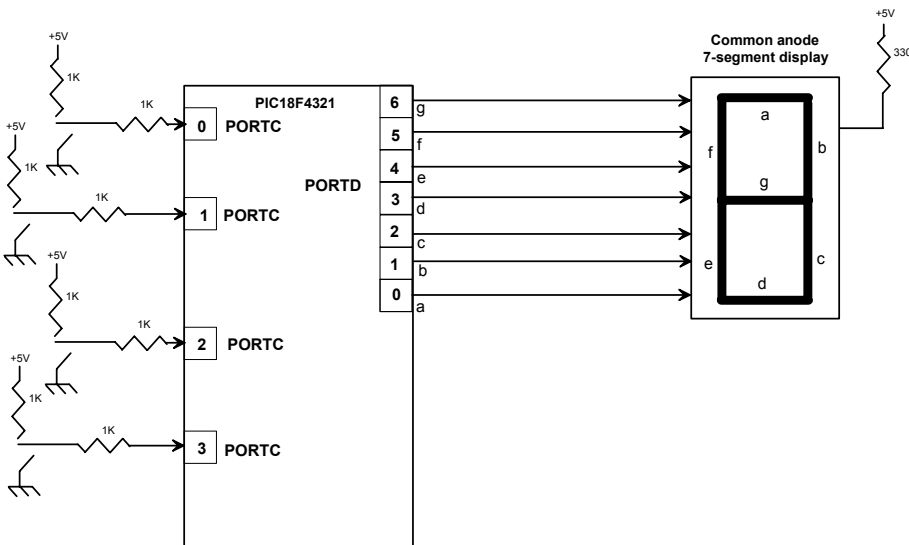 +5V
1K
1K
+5V
1K
1K
+5V
1K
1K
+5V
1K
1K
PIC18F4321
0 PORTC
1 PORTC
2 PORTC
3 PORTC
PORTD
6
g
5
f
4
e
3
d
2
c
1
b
0
a
Common anode
7-segment display
a
f
b
g
e
c
d
+5V
330